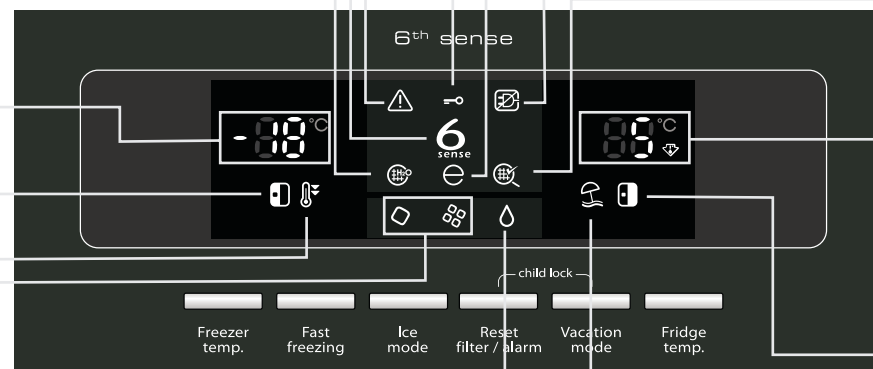 6th sense
-18 °C
5 °C
6
sense
child lock
Freezer temp.
Fast freezing
Ice mode
Reset filter / alarm
Vacation mode
Fridge temp.